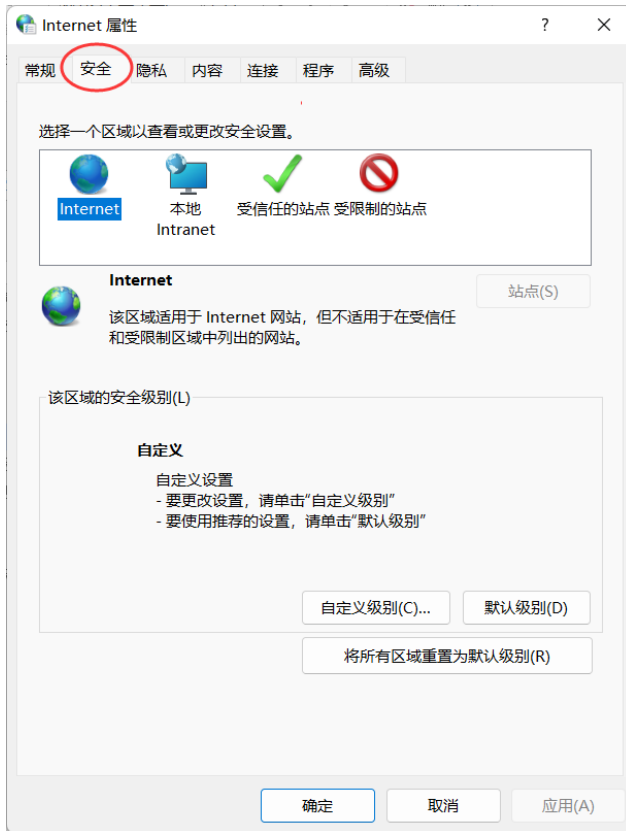 Internet 属性
常规 安全 隐私 内容 连接 程序 高级
选择一个区域以查看或更改安全设置。
Internet 本地 Intranet 受信任的站点 受限制的站点
Internet
站点(S)
该区域适用于 Internet 网站，但不适用于在受信任
和受限制区域中列出的网站。
该区域的安全级别(L)
自定义
自定义设置
- 要更改设置，请单击“自定义级别”
- 要使用推荐的设置，请单击“默认级别”
自定义级别(C)... 默认级别(D)
将所有区域重置为默认级别(R)
确定 取消 应用(A)